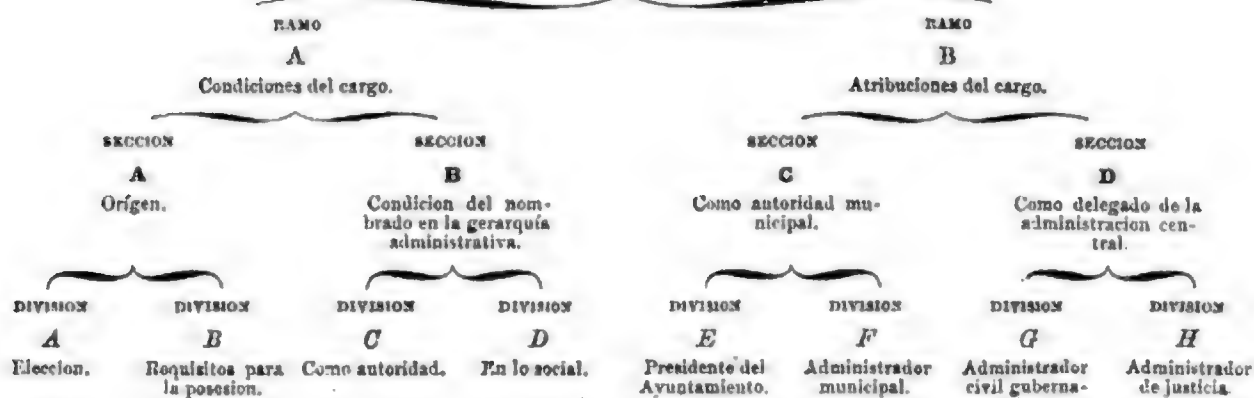 RAMO
A
Condiciones del cargo.
RAMO
B
Atribuciones del cargo.
SECCION
A
Orígen.
SECCION
B
Condicion del nom-
brado en la gerarquía
administrativa.
SECCION
C
Como autoridad mu-
nicipal.
SECCION
D
Como delegado de la
administracion cen-
tral.
DIVISION
A
Eleccion.
DIVISION
B
Requisitos para
la posesion.
DIVISION
C
Como autoridad.
DIVISION
D
En lo social.
DIVISION
E
Presidente del
Ayuntamiento.
DIVISION
F
Administrador
municipal.
DIVISION
G
Administrador
civil guberna-
DIVISION
H
Administrador
de justicia.